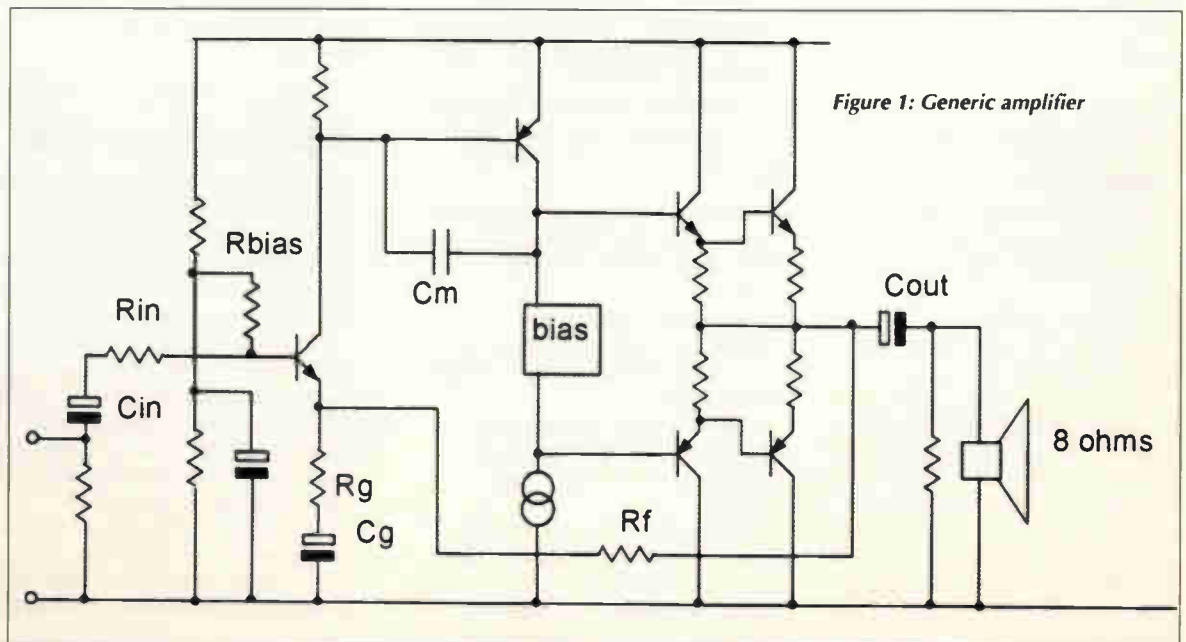 Figure 1: Generic amplifier
Rbias
Rin
Cin
Cm
bias
Cout
Rg
Cg
Rf
8 ohms